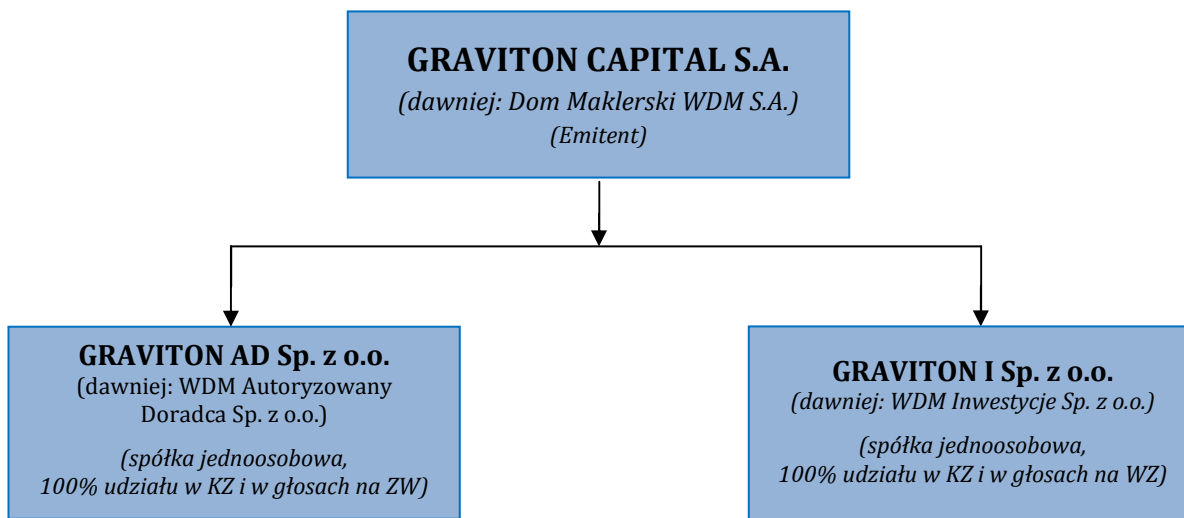 GRAVITON CAPITAL S.A.
(dawniej: Dom Maklerski WDM S.A.)
(Emitent)
GRAVITON AD Sp. z o.o.
(dawniej: WDM Autoryzowany
Doradca Sp. z o.o.)
(spółka jednoosobowa,
100% udziału w KZ i w głosach na ZW)
GRAVITON I Sp. z o.o.
(dawniej: WDM Inwestycje Sp. z o.o.)
(spółka jednoosobowa,
100% udziału w KZ i w głosach na WZ)